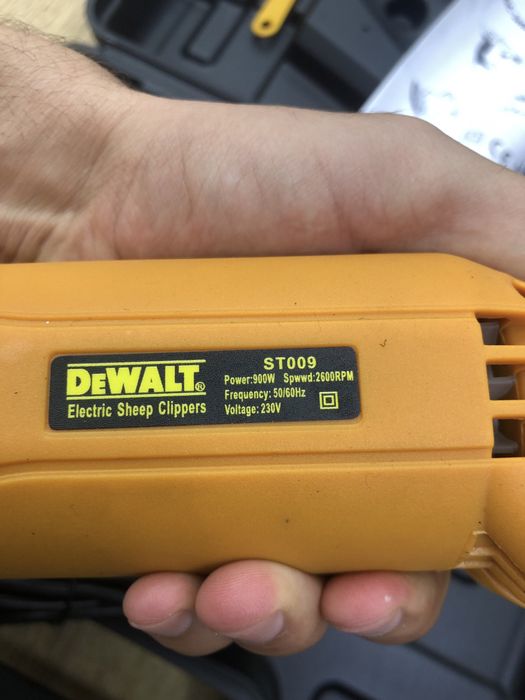 DEWALT®
Electric Sheep Clippers
ST009
Power:900W Spwwd:2600RPM
Frequency: 50/60Hz
Voltage: 230V